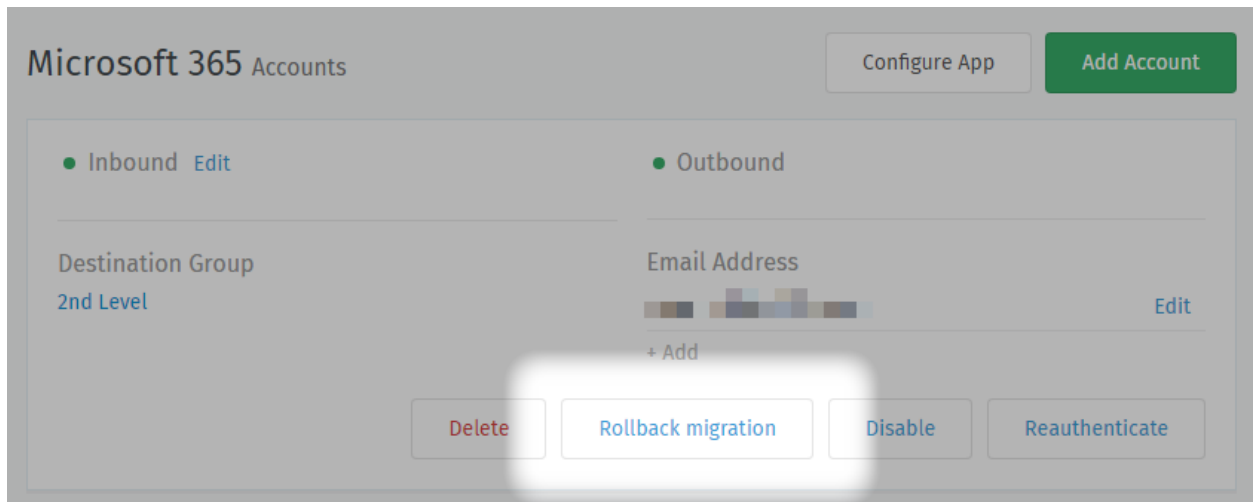 Microsoft 365 Accounts
Configure App
Add Account
Inbound Edit
Outbound
Destination Group
2nd Level
Email Address
Edit
+ Add
Delete
Rollback migration
Disable
Reauthenticate